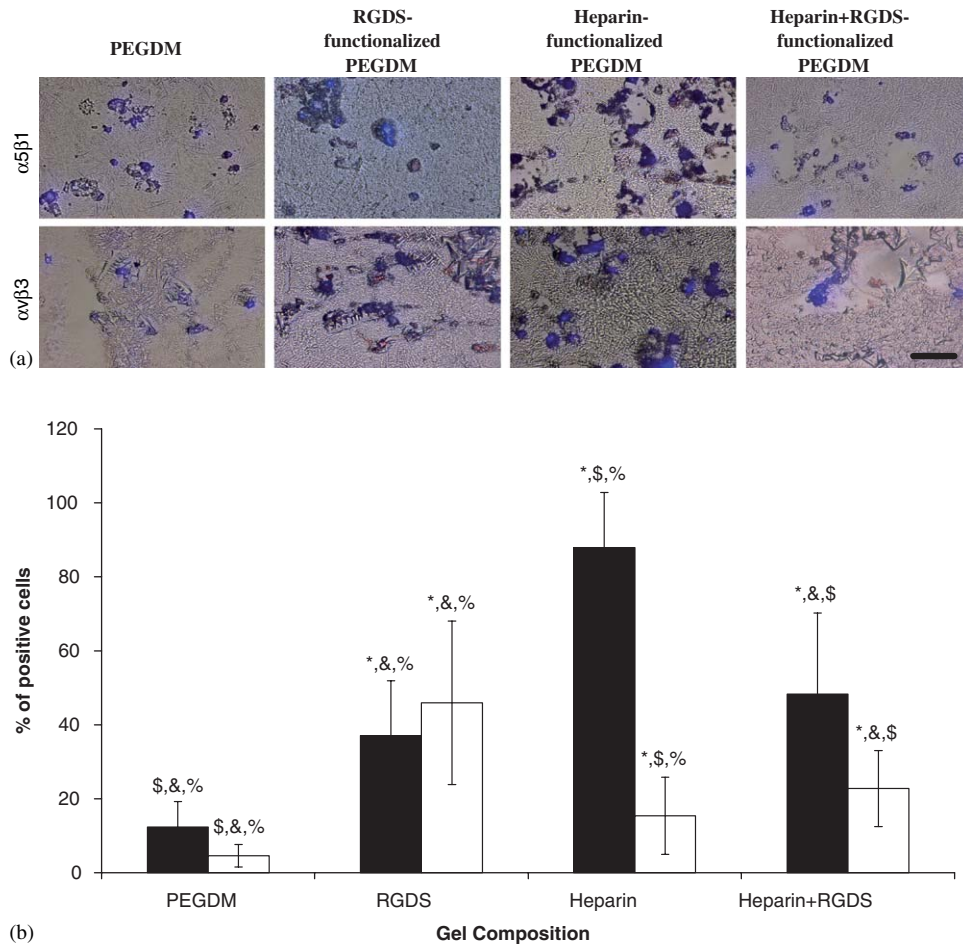 PEGDM
RGDS-
functionalized
PEGDM
Heparin-
functionalized
PEGDM
Heparin+RGDS-
functionalized
PEGDM
α5β1
αvβ3
(a)
120
100
80
60
40
20
0
% of positive cells
$,&,%
$,&,%
*,&,%
*,&,%
*,$,%
*,$,%
*,&,$
*,&,$
PEGDM
RGDS
Heparin
Heparin+RGDS
(b)
Gel Composition